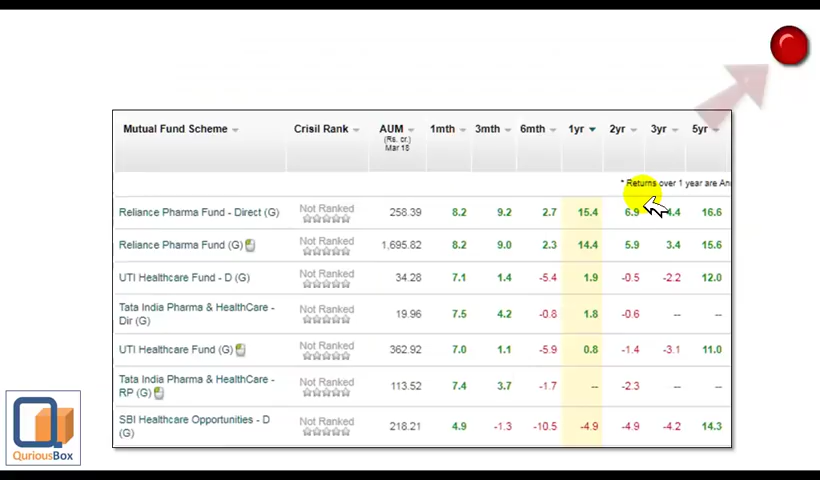 Mutual Fund Scheme Crisil Rank AUM 1mth 3mth 6mth 1yr 2yr 3yr 5yr
(Rs. cr.)
Mar 18
* Returns over 1 year are An
Reliance Pharma Fund - Direct (G) Not Ranked 258.39 8.2 9.2 2.7 15.4 6.9 16.6
Reliance Pharma Fund (G) Not Ranked 1,695.82 8.2 9.0 2.3 14.4 5.9 3.4 15.6
UTI Healthcare Fund - D (G) Not Ranked 34.28 7.1 1.4 -5.4 1.9 -0.5 -2.2 12.0
Tata India Pharma & HealthCare -
Dir (G) Not Ranked 19.96 7.5 4.2 -0.8 1.8 -0.6 -- --
UTI Healthcare Fund (G) Not Ranked 362.92 7.0 1.1 -5.9 0.8 -1.4 -3.1 11.0
Tata India Pharma & HealthCare -
RP (G) Not Ranked 113.52 7.4 3.7 -1.7 -- -2.3 -- --
SBI Healthcare Opportunities - D
(G) Not Ranked 218.21 4.9 -1.3 -10.5 -4.9 -4.9 -4.2 14.3
QuriousBox